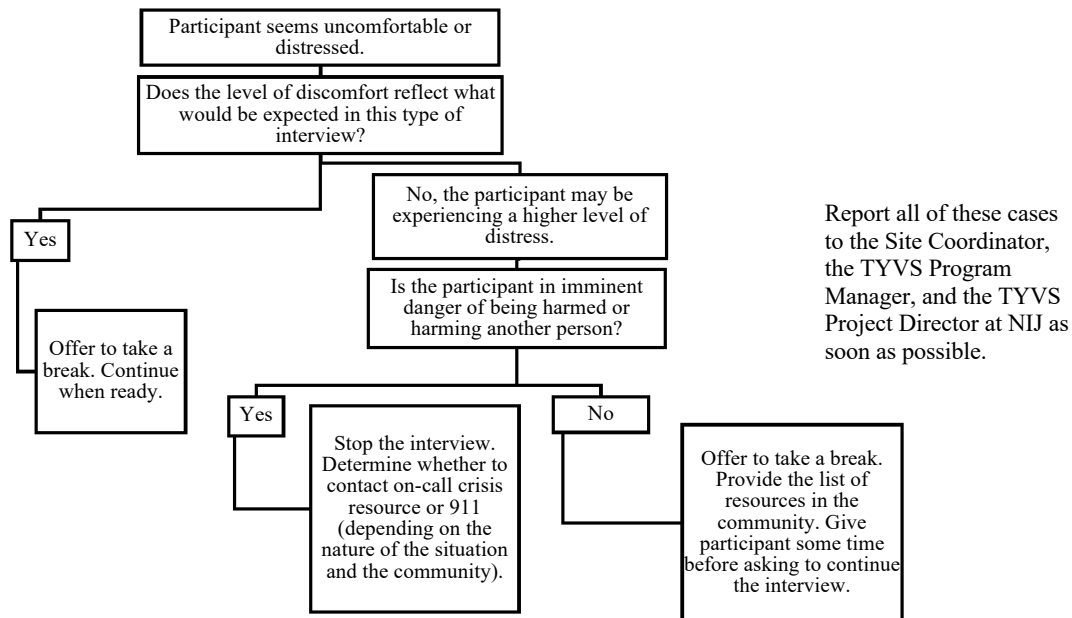 Participant seems uncomfortable or
distressed.
Does the level of discomfort reflect what
would be expected in this type of
interview?
No, the participant may be
experiencing a higher level of
distress.
Yes
Is the participant in imminent
danger of being harmed or
harming another person?
Offer to take a
break. Continue
when ready.
Yes
No
Stop the interview.
Determine whether to
contact on-call crisis
resource or 911
(depending on the
nature of the situation
and the community).
Offer to take a break.
Provide the list of
resources in the
community. Give
participant some time
before asking to continue
the interview.
Report all of these cases
to the Site Coordinator,
the TYVS Program
Manager, and the TYVS
Project Director at NIJ as
soon as possible.